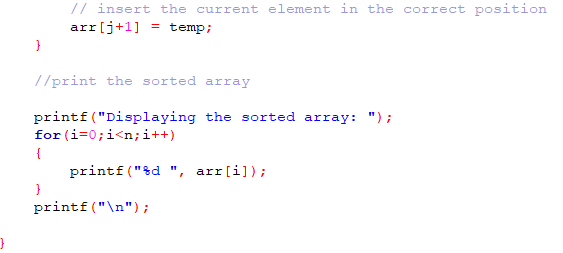 // insert the current element in the correct position
arr[j+1] = temp;
}
//print the sorted array
printf("Displaying the sorted array: ");
for(i=0;i<n;i++)
{
printf("%d ", arr[i]);
}
printf("\n");
}